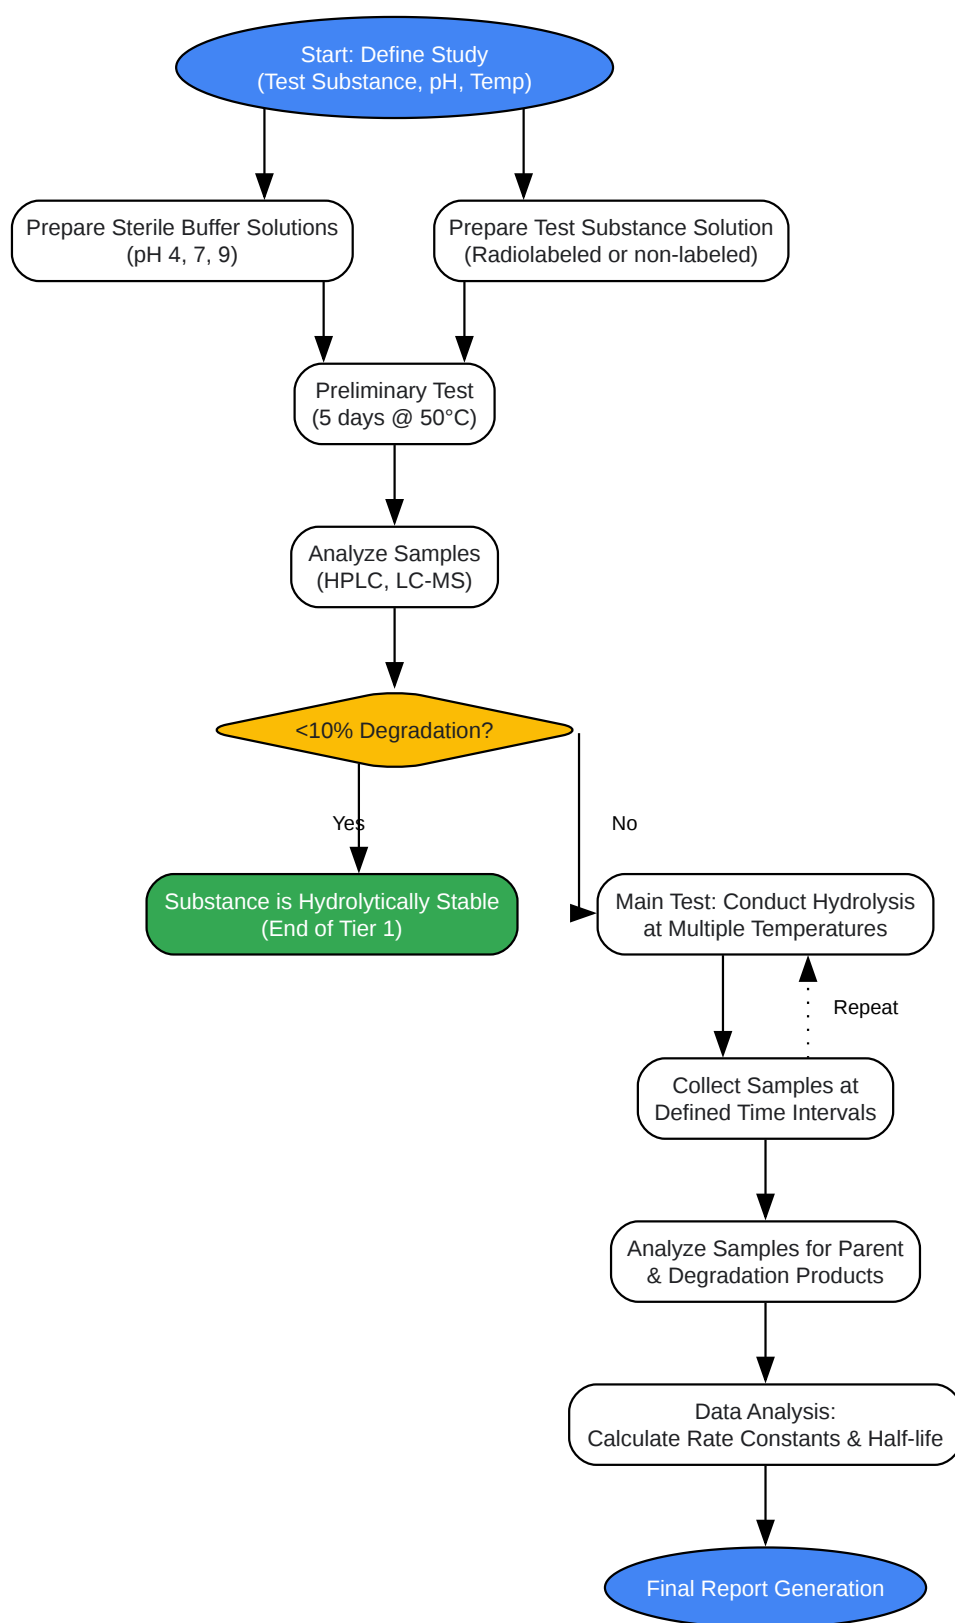 Start: Define Study
(Test Substance, pH, Temp)
Prepare Sterile Buffer Solutions
(pH 4, 7, 9)
Prepare Test Substance Solution
(Radiolabeled or non-labeled)
Preliminary Test
(5 days @ 50°C)
Analyze Samples
(HPLC, LC-MS)
<10% Degradation?
Yes
No
Substance is Hydrolytically Stable
(End of Tier 1)
Main Test: Conduct Hydrolysis
at Multiple Temperatures
Repeat
Collect Samples at
Defined Time Intervals
Analyze Samples for Parent
& Degradation Products
Data Analysis:
Calculate Rate Constants & Half-life
Final Report Generation